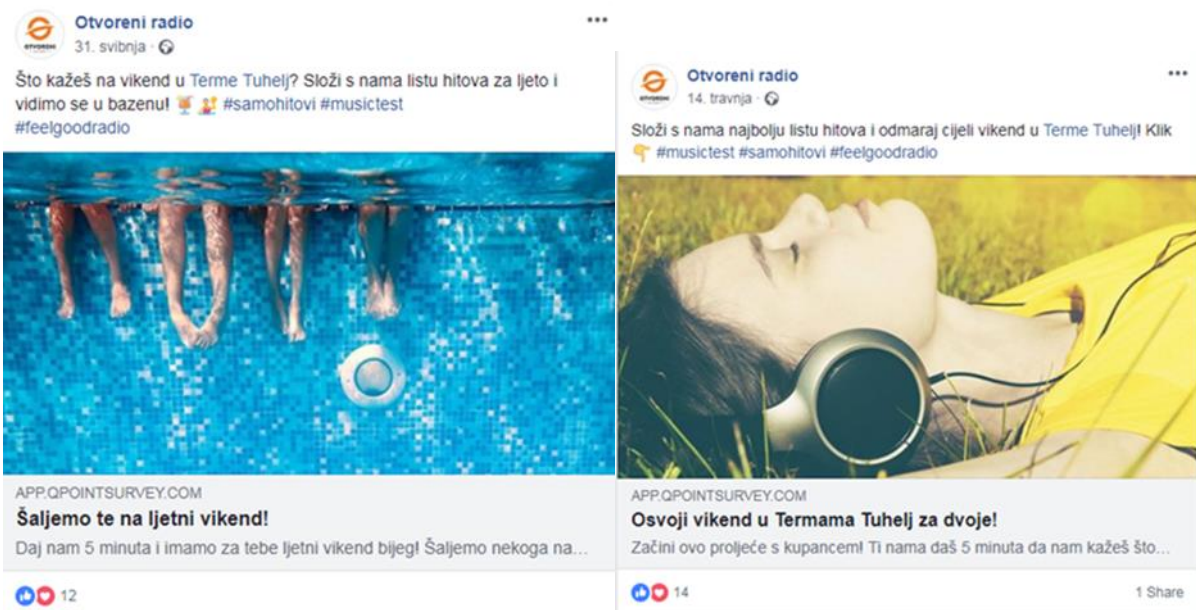 Otvoreni radio
31. svibnja
Što kažeš na vikend u Terme Tuhelj? Složi s nama listu hitova za ljeto i
vidimo se u bazenu! 🍹 🤽 #samohitovi #musictest
#feelgoodradio
APP.QPOINTSURVEY.COM
Šaljemo te na ljetni vikend!
Daj nam 5 minuta i imamo za tebe ljetni vikend bijeg! Šaljemo nekoga na...
12
Otvoreni radio
14. travnja
Složi s nama najbolju listu hitova i odmaraj cijeli vikend u Terme Tuhelj! Klik
👇 #musictest #samohitovi #feelgoodradio
APP.QPOINTSURVEY.COM
Osvoji vikend u Termama Tuhelj za dvoje!
Začini ovo proljeće s kupancem! Ti nama daš 5 minuta da nam kažeš što...
14
1 Share